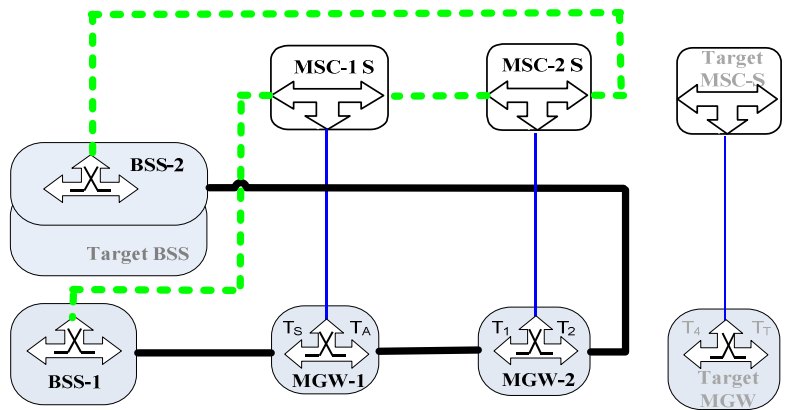 MSC-1 S
MSC-2 S
Target
MSC-S
BSS-2
Target BSS
TS
TA
T1
T2
T4
TT
BSS-1
MGW-1
MGW-2
Target
MGW